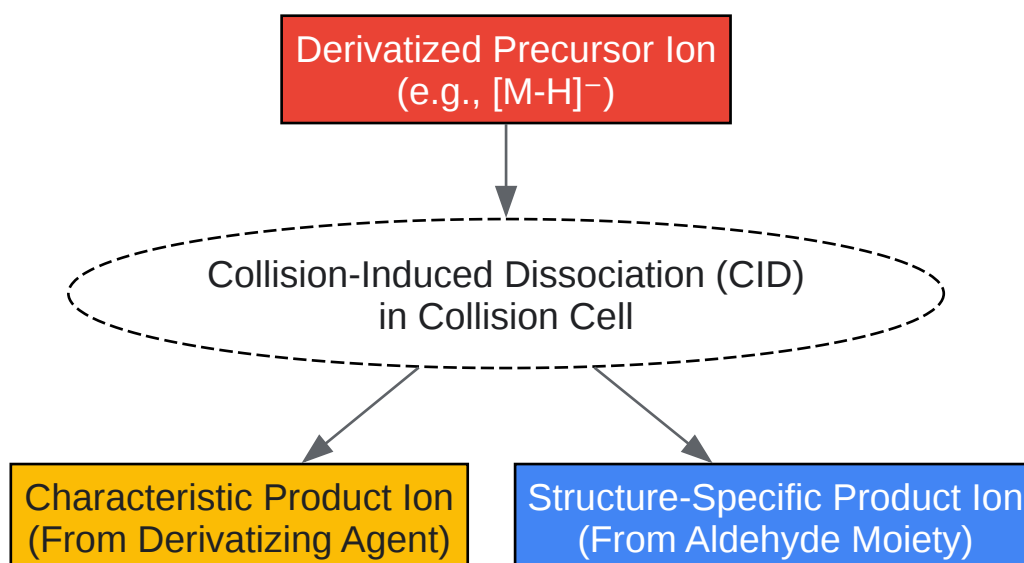 Derivatized Precursor Ion
(e.g., [M-H]⁻)
Collision-Induced Dissociation (CID)
in Collision Cell
Characteristic Product Ion
(From Derivatizing Agent)
Structure-Specific Product Ion
(From Aldehyde Moiety)